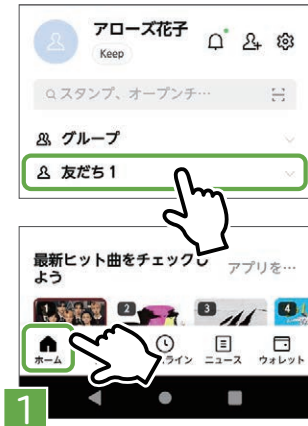 アローズ花子
Keep
スタンプ、オープンチ…
グループ
友だち 1
最新ヒット曲をチェックし
よう
アプリを…
1
2
3
4
ホーム
ライン
ニュース
ウォレット
1